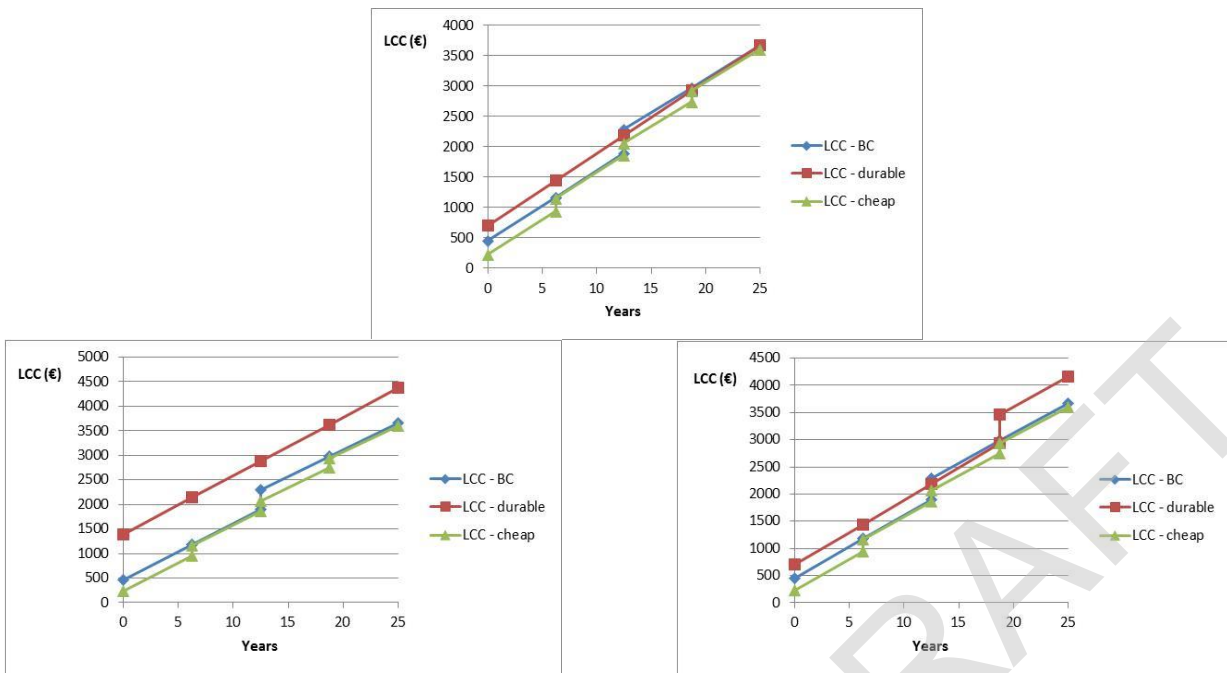 LCC (€)
4000
3500
3000
2500
2000
1500
1000
500
0
0 5 10 15 20 25
Years
LCC - BC
LCC - durable
LCC - cheap
LCC (€)
5000
4500
4000
3500
3000
2500
2000
1500
1000
500
0
0 5 10 15 20 25
Years
LCC - BC
LCC - durable
LCC - cheap
LCC (€)
4500
4000
3500
3000
2500
2000
1500
1000
500
0
0 5 10 15 20 25
Years
LCC - BC
LCC - durable
LCC - cheap
RAFT